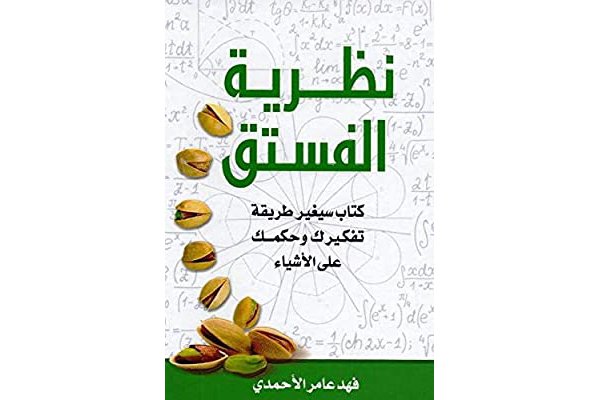 نظرية
الفستق
كتاب سيغير طريقة
تفكيرك وحكمك
على الأشياء
فهد عامر الأحمدي